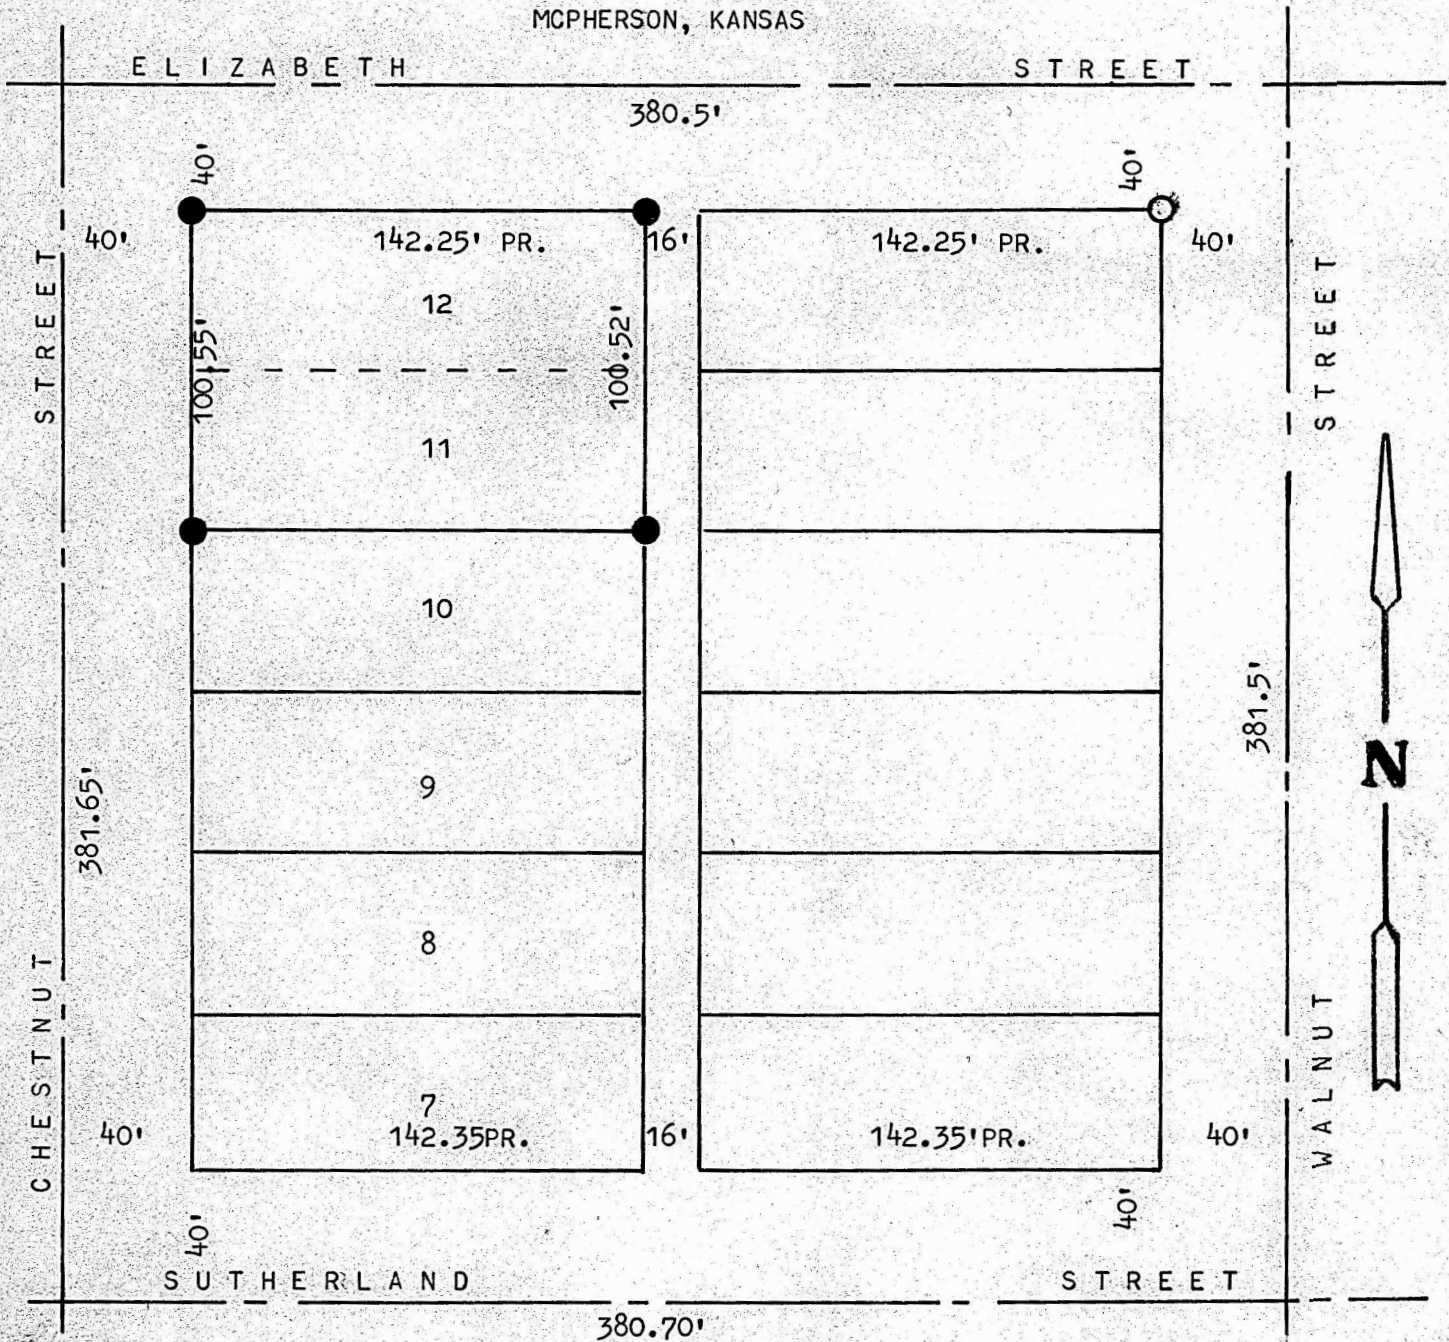 MCPHERSON, KANSAS
ELIZABETH STREET
380.5'
40' 40'
40' 142.25' PR. 16' 142.25' PR. 40'
12
100.55' 100.52'
STREET
STREET
11
10
381.5'
N
9
381.65'
8
CHESTNUT
WALNUT
7
40' 142.35PR. 16' 142.35'PR. 40'
40' 40'
SUTHERLAND STREET
380.70'